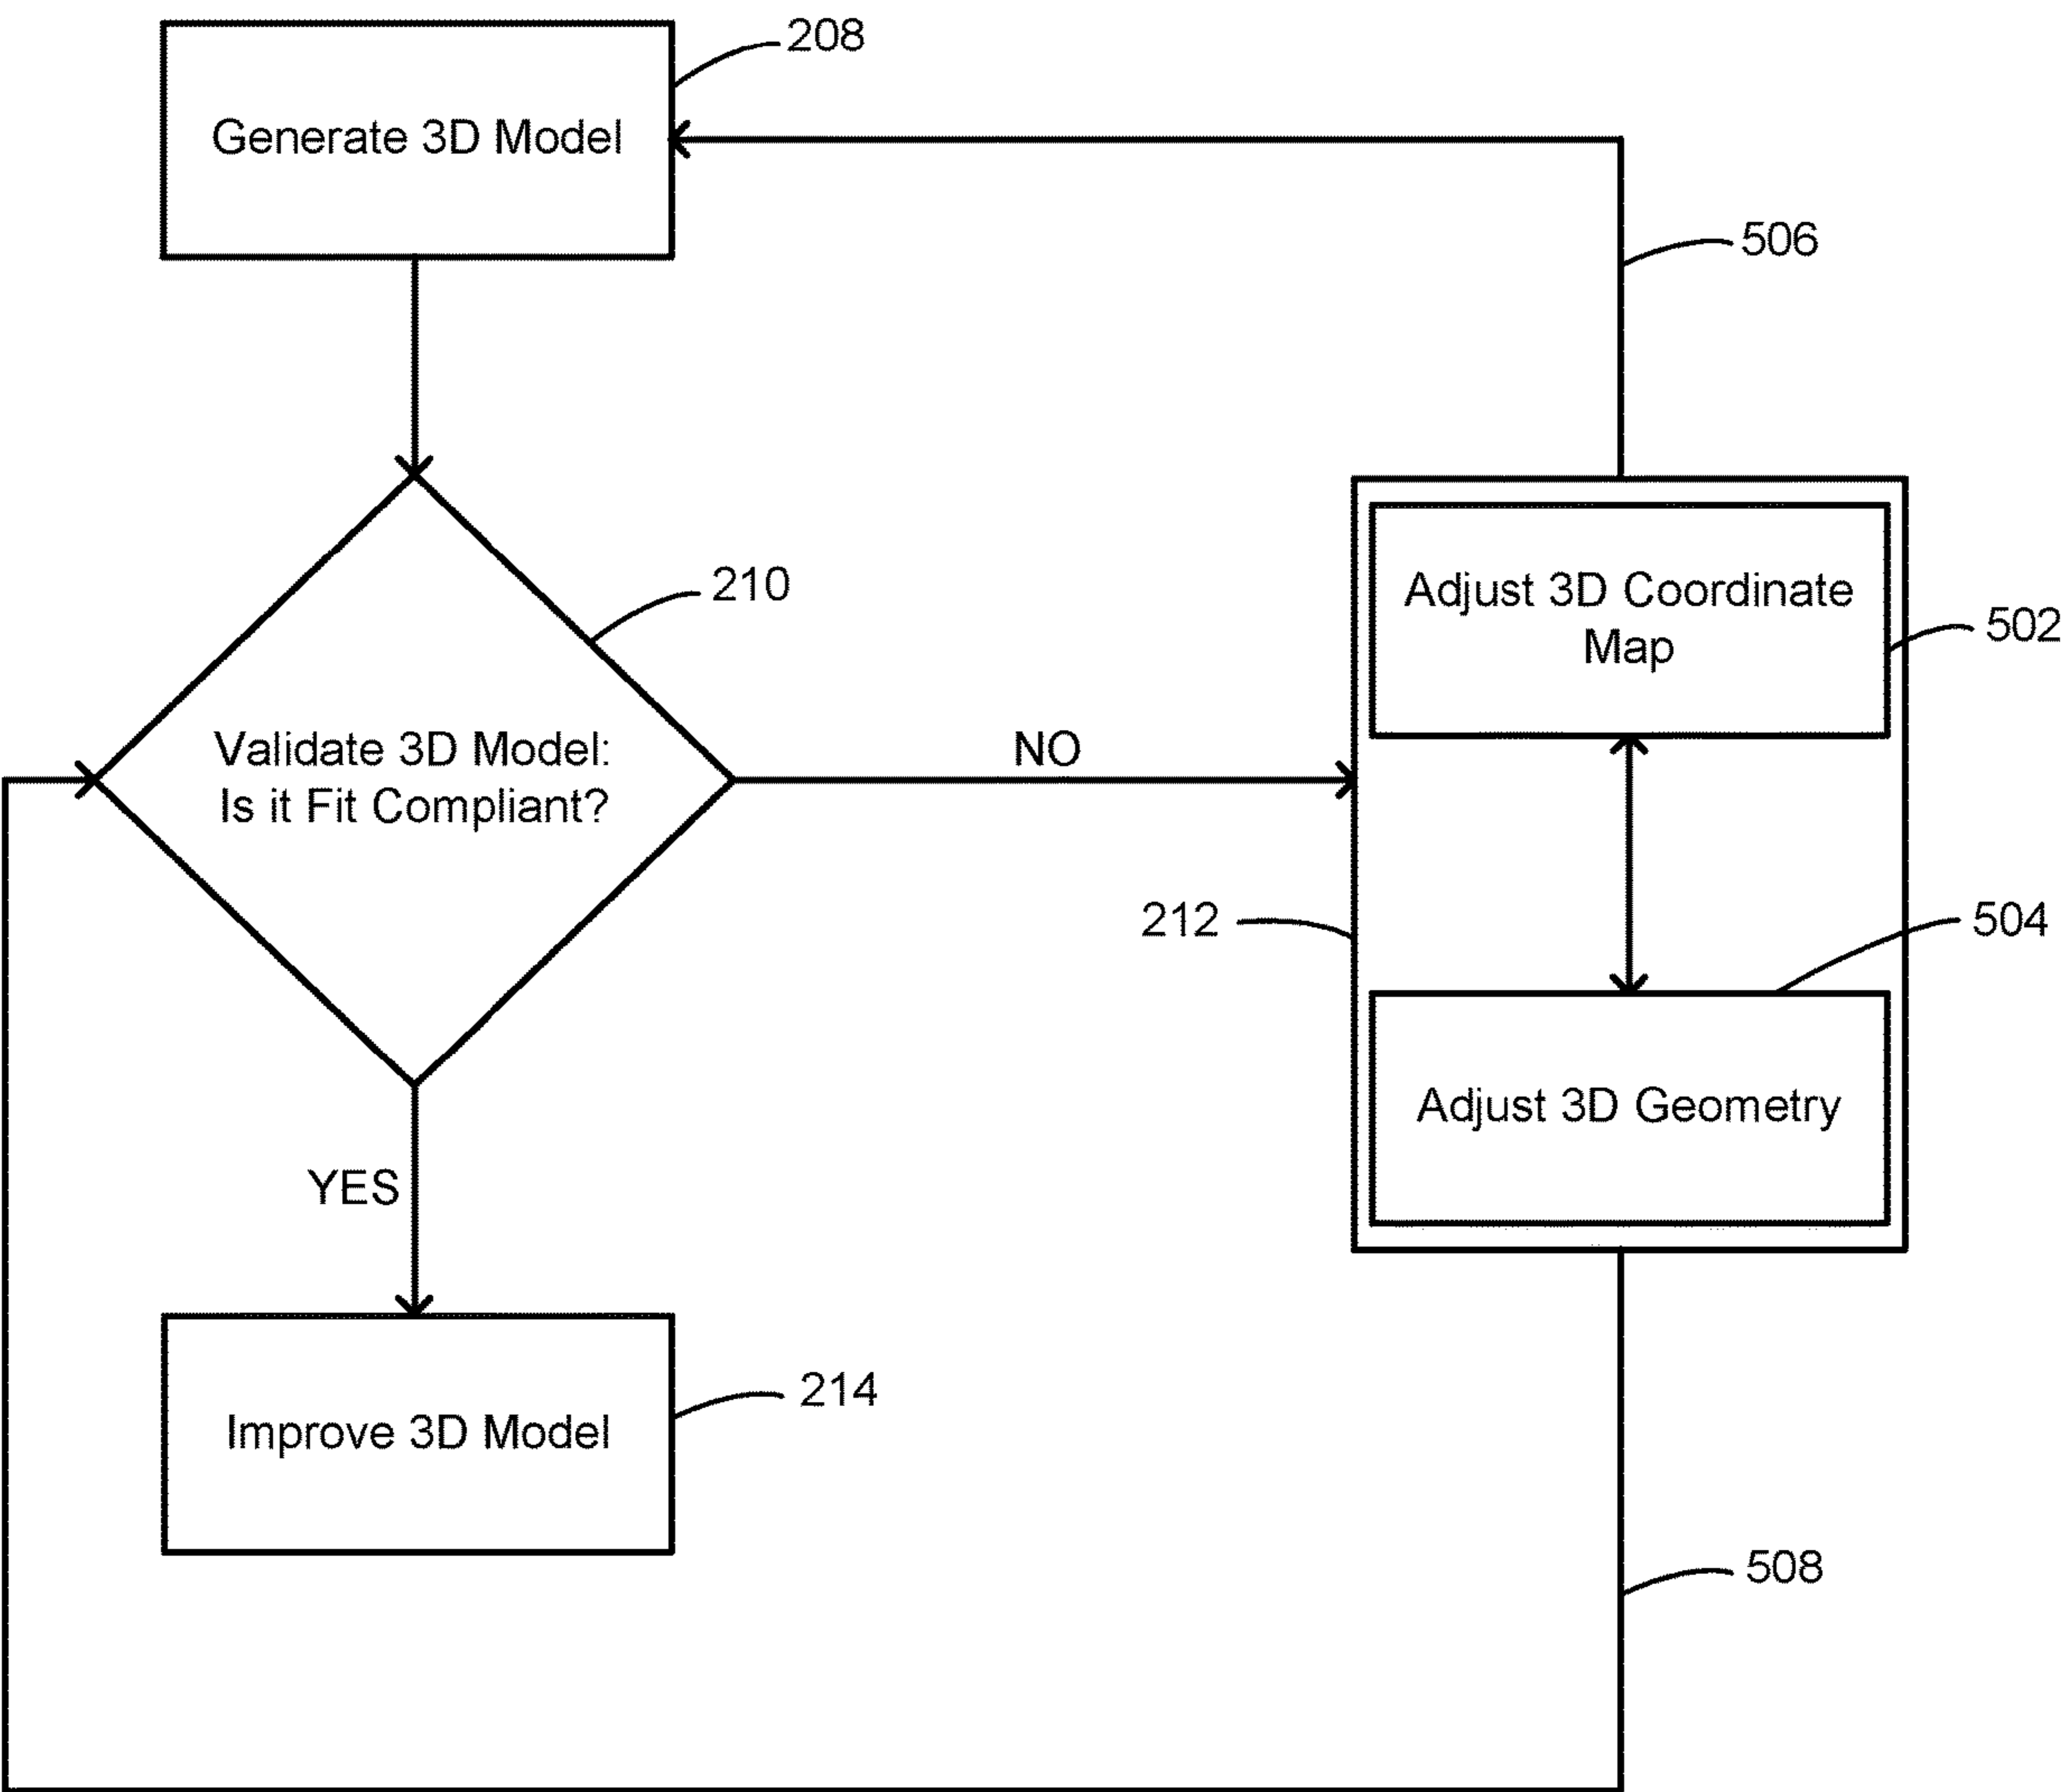 208
Generate 3D Model
506
210
Adjust 3D Coordinate
Map
502
Validate 3D Model:
Is it Fit Compliant?
NO
212
504
Adjust 3D Geometry
YES
214
Improve 3D Model
508